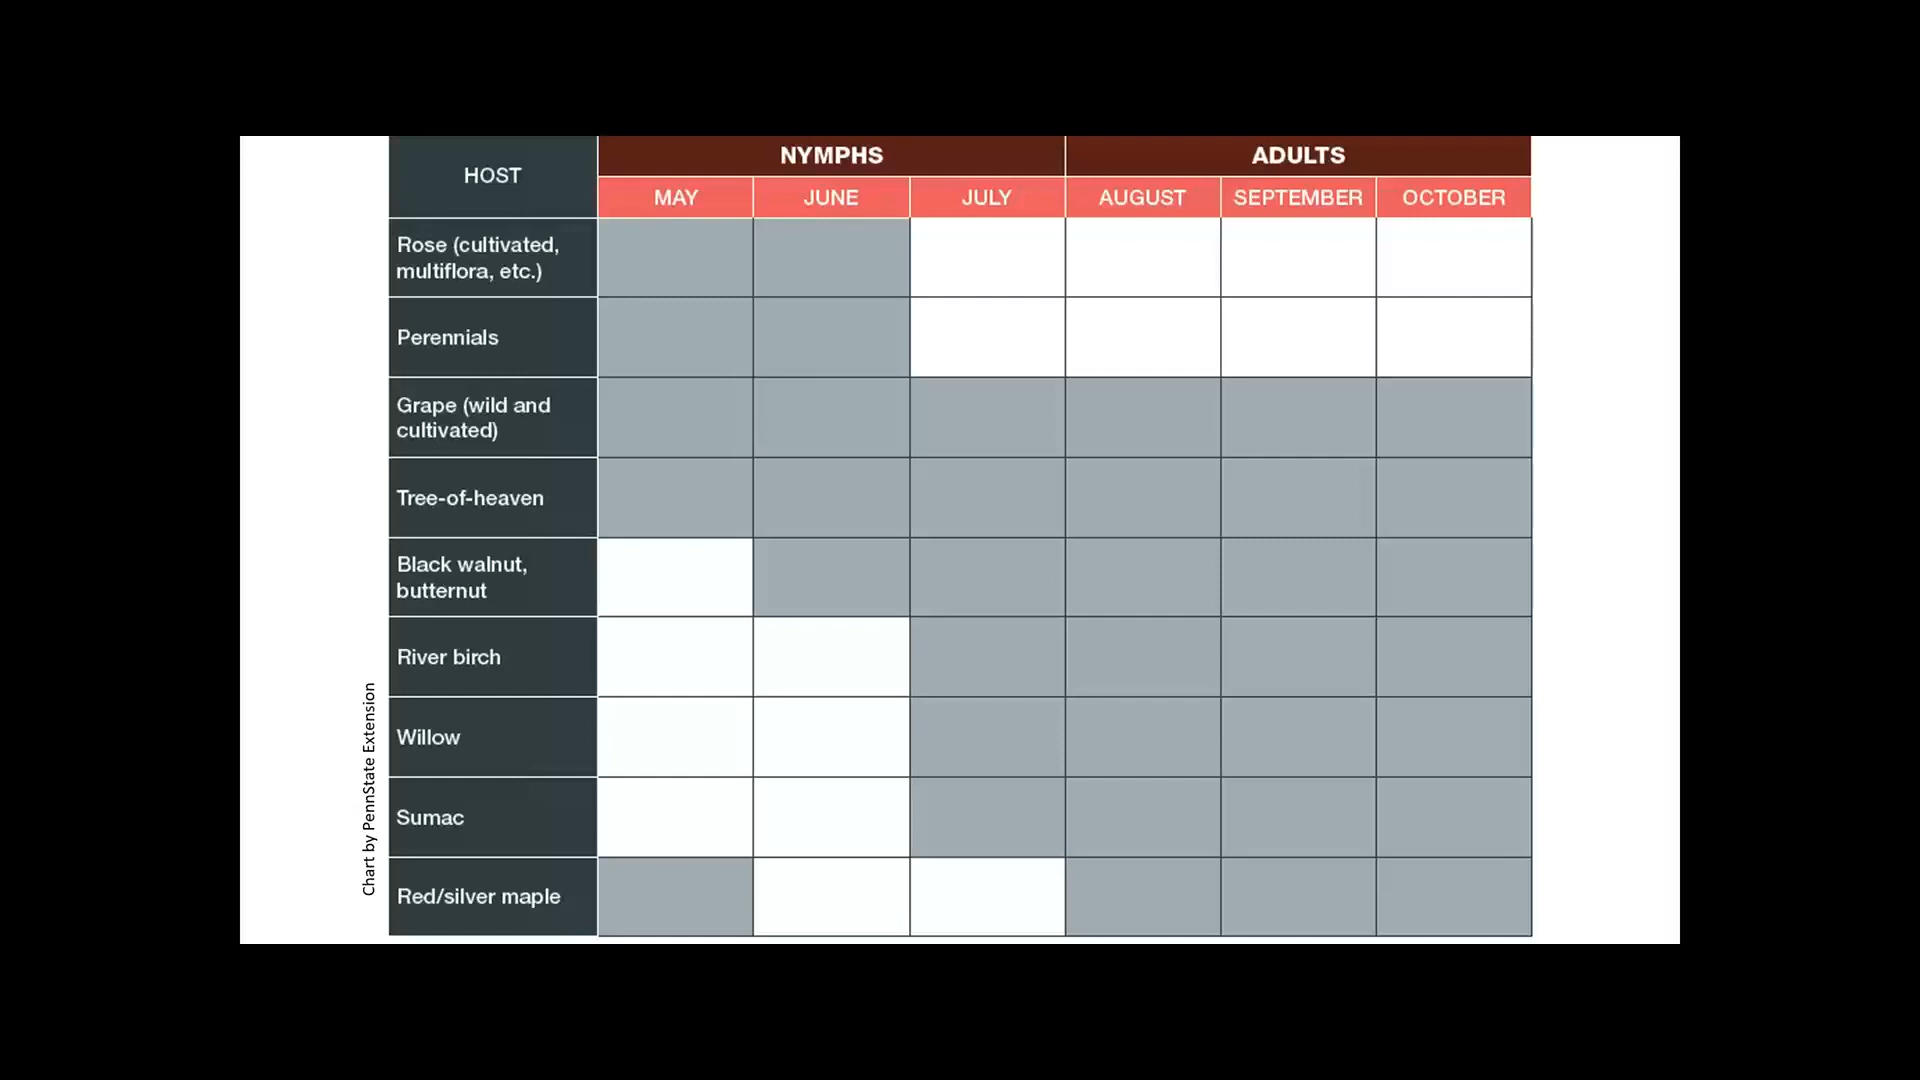 HOST
NYMPHS
ADULTS
MAY
JUNE
JULY
AUGUST
SEPTEMBER
OCTOBER
Rose (cultivated,
multiflora, etc.)
Perennials
Grape (wild and
cultivated)
Tree-of-heaven
Black walnut,
butternut
River birch
Willow
Sumac
Red/silver maple
Chart by PennState Extension